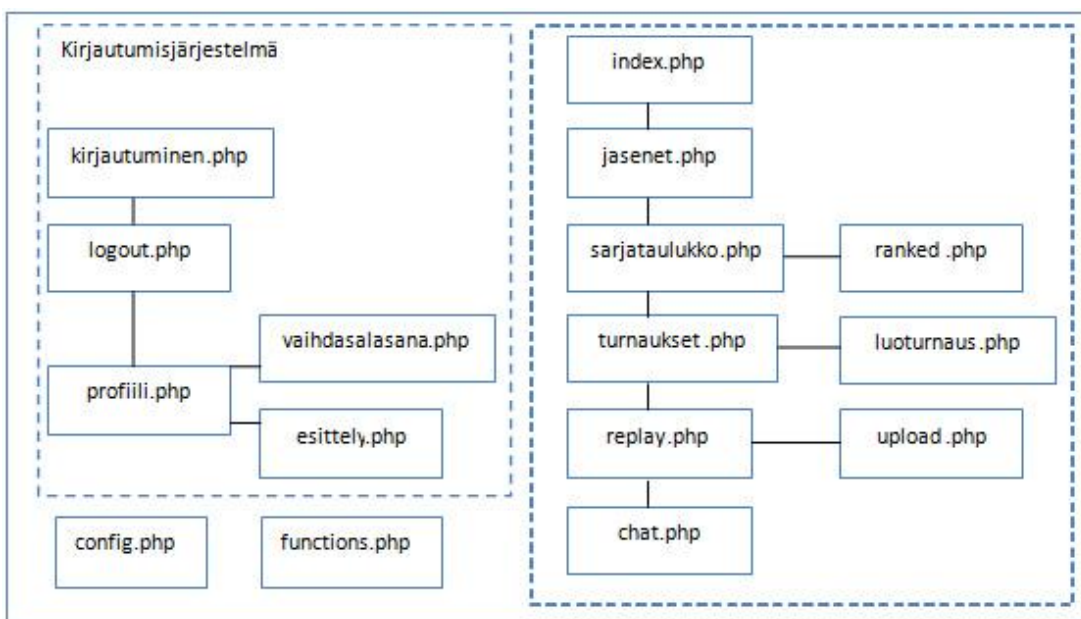 Kirjautumisjärjestelmä
kirjautuminen.php
logout.php
vaihdasalasana.php
profiili.php
esittely.php
config.php
functions.php
index.php
jasenet.php
sarjataulukko.php
ranked .php
turnaukset .php
luoturnaus.php
replay.php
upload .php
chat.php